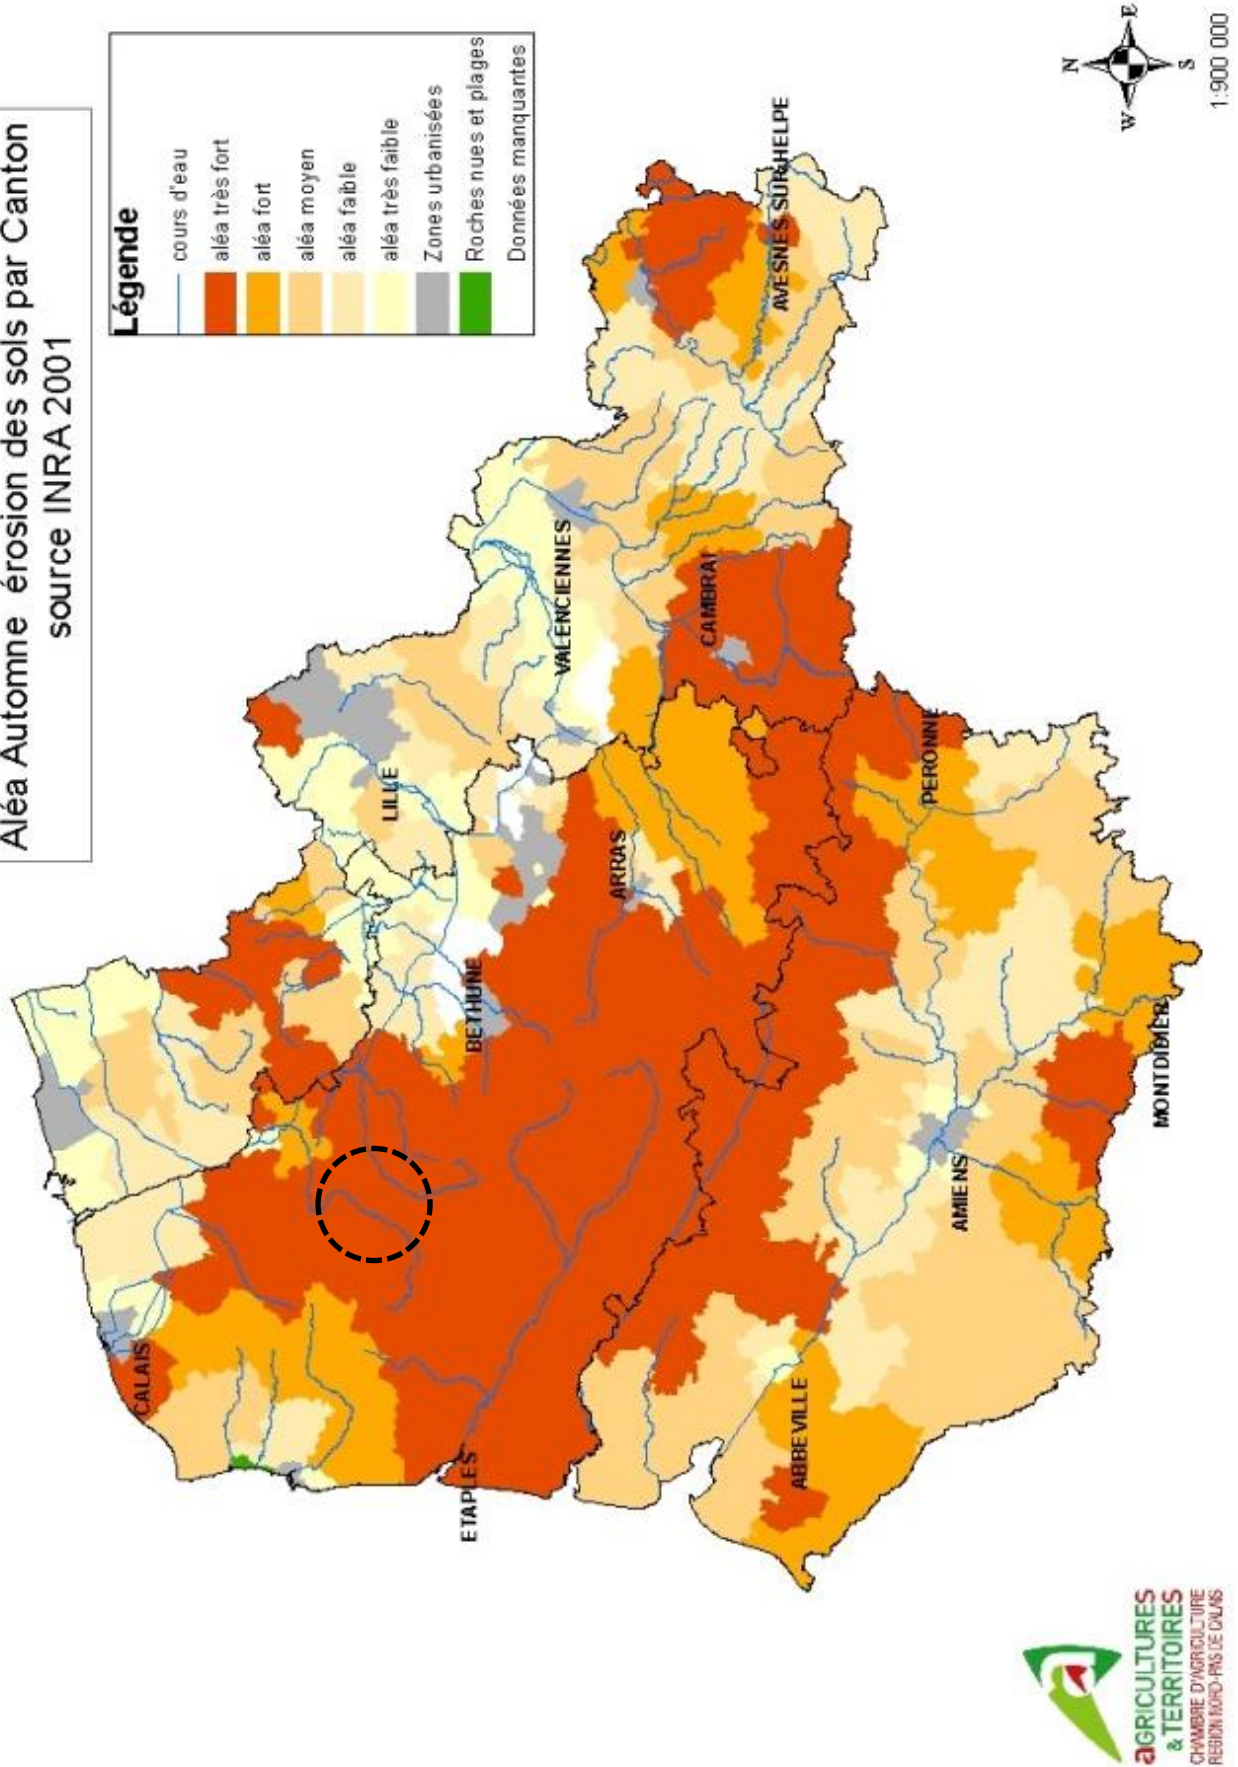 Aléa Automne érosion des sols par Canton
source INRA 2001
Légende
cours d'eau
aléa très fort
aléa fort
aléa moyen
aléa faible
aléa très faible
Zones urbanisées
Roches nues et plages
Données manquantes
CALAIS
LILLE
BETHUNE
ETAPLES
ARRAS
VALENCIENNES
CAMBRAI
AVESNES SUR HELPE
ABBEVILLE
AMIENS
PERONNE
MONTDIDIER
N
W
E
S
1:900 000
aGRICULTURES
& TERRITOIRES
CHAMBRE D'AGRICULTURE
REGION NORD-PAS DE CALAIS